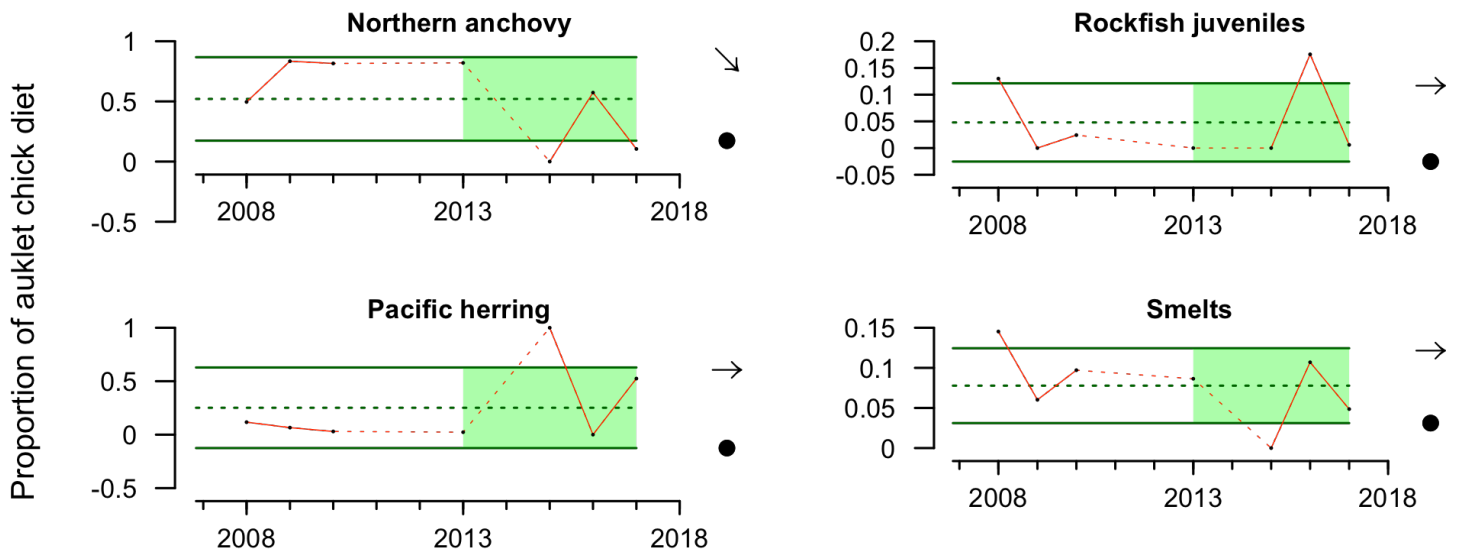 Proportion of auklet chick diet
Northern anchovy
1
0.5
0
-0.5
2008 2013 2018
Rockfish juveniles
0.2
0.15
0.1
0.05
0
-0.05
2008 2013 2018
Pacific herring
1
0.5
0
-0.5
2008 2013 2018
Smelts
0.15
0.1
0.05
0
2008 2013 2018